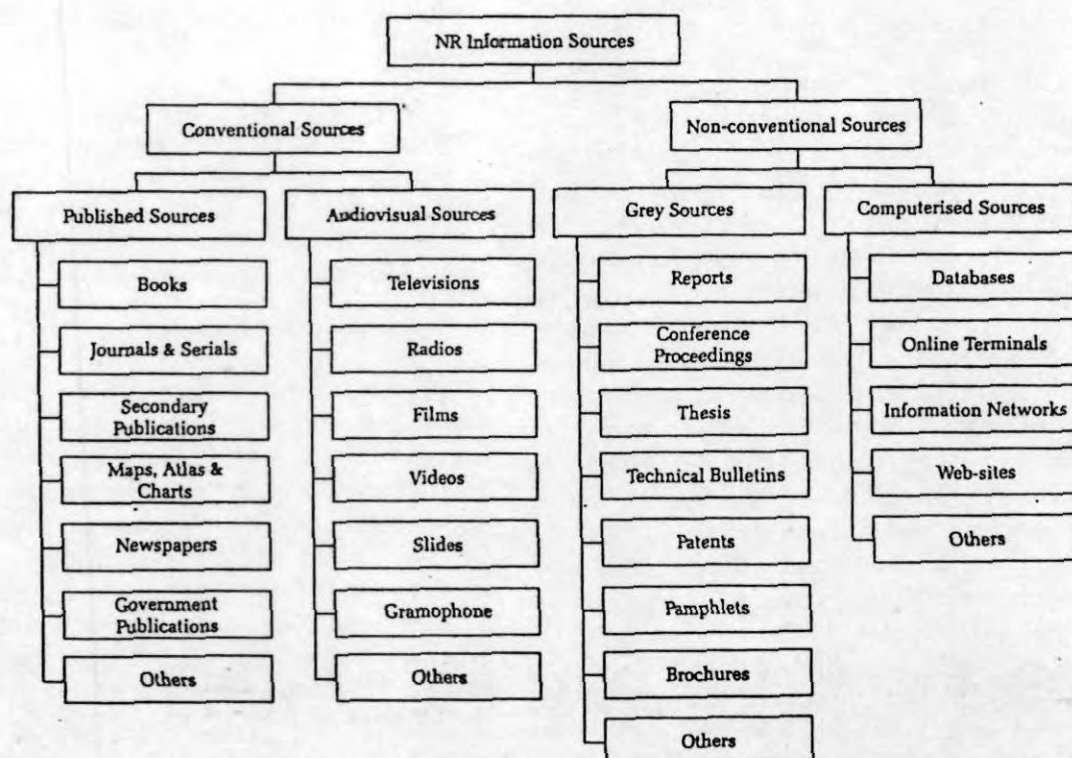 NR Information Sources
Conventional Sources
Non-conventional Sources
Published Sources
Audiovisual Sources
Grey Sources
Computerised Sources
Books
Journals & Serials
Secondary
Publications
Maps, Atlas &
Charts
Newspapers
Government
Publications
Others
Televisions
Radios
Films
Videos
Slides
Gramophone
Others
Reports
Conference
Proceedings
Thesis
Technical Bulletins
Patents
Pamphlets
Brochures
Others
Databases
Online Terminals
Information Networks
Web-sites
Others